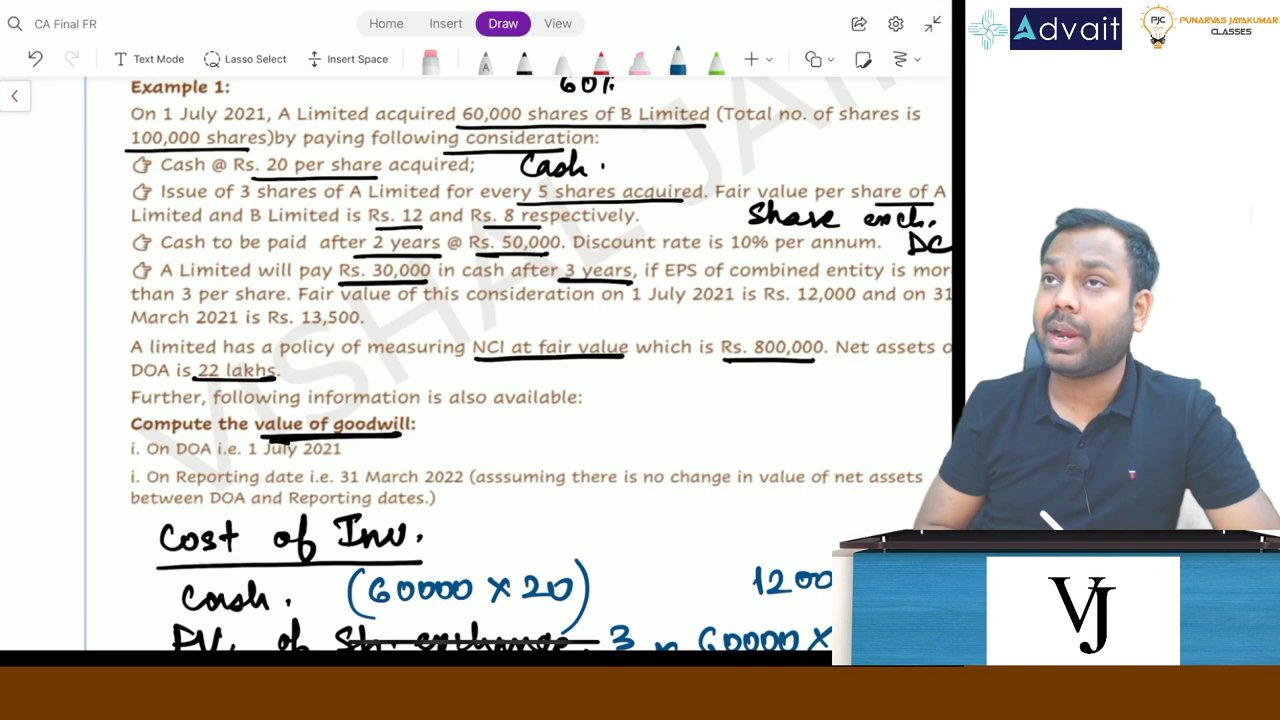 CA Final FR
Home
Insert
Draw
View
Advait
PJC
PUNARVAS JAYAKUMAR
CLASSES
Text Mode
Lasso Select
Insert Space
Example 1:
60%
On 1 July 2021, A Limited acquired 60,000 shares of B Limited (Total no. of shares is
100,000 shares)by paying following consideration:
Cash @ Rs. 20 per share acquired;
Cash.
Issue of 3 shares of A Limited for every 5 shares acquired. Fair value per share of A
Limited and B Limited is Rs. 12 and Rs. 8 respectively.
Share exch.
Cash to be paid after 2 years @ Rs. 50,000. Discount rate is 10% per annum.
DC
A Limited will pay Rs. 30,000 in cash after 3 years, if EPS of combined entity is mor
than 3 per share. Fair value of this consideration on 1 July 2021 is Rs. 12,000 and on 31
March 2021 is Rs. 13,500.
A limited has a policy of measuring NCI at fair value which is Rs. 800,000. Net assets o
DOA is 22 lakhs.
Further, following information is also available:
Compute the value of goodwill:
i. On DOA i.e. 1 July 2021
i. On Reporting date i.e. 31 March 2022 (asssuming there is no change in value of net assets
between DOA and Reporting dates.)
VISHAL JAI
Cost of Inv.
Cash. (60000 × 20) 1200
of Sh. exchange. 3 60000 ×
VJ